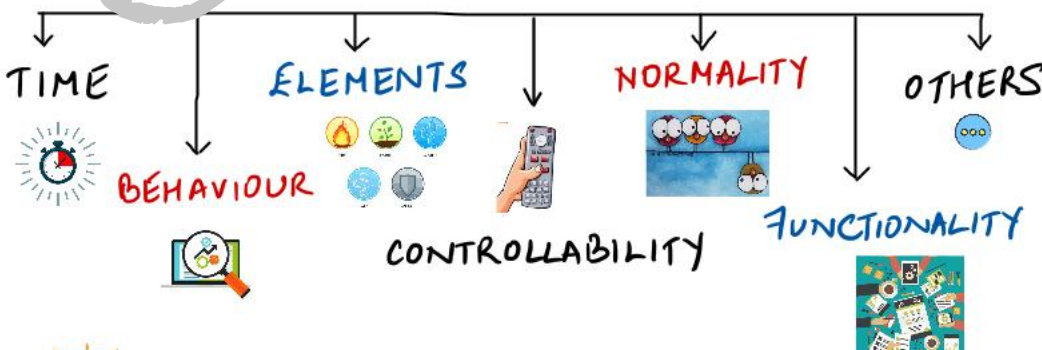 TIME
BEHAVIOUR
ELEMENTS
CONTROLLABILITY
NORMALITY
FUNCTIONALITY
OTHERS